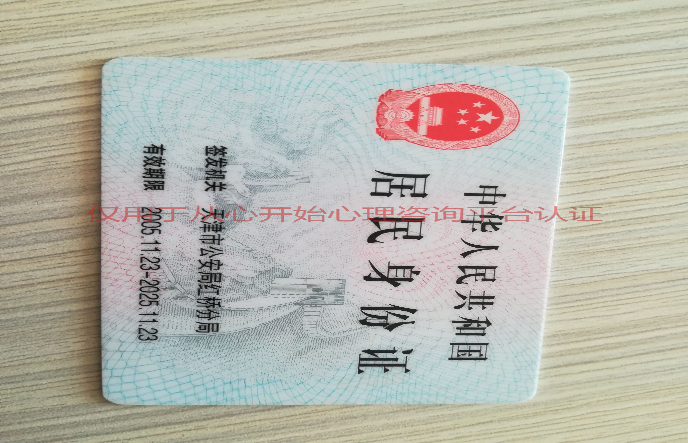 中华人民共和国
居民身份证
签发机关 天津市公安局红桥分局
有效期限 2005.11.23-2025.11.23
仅用于从心开始心理咨询平台认证